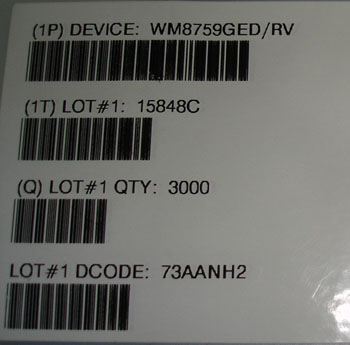 (1P) DEVICE: WM8759GED/RV
(1T) LOT#1: 15848C
(Q) LOT#1 QTY: 3000
LOT#1 DCODE: 73AANH2